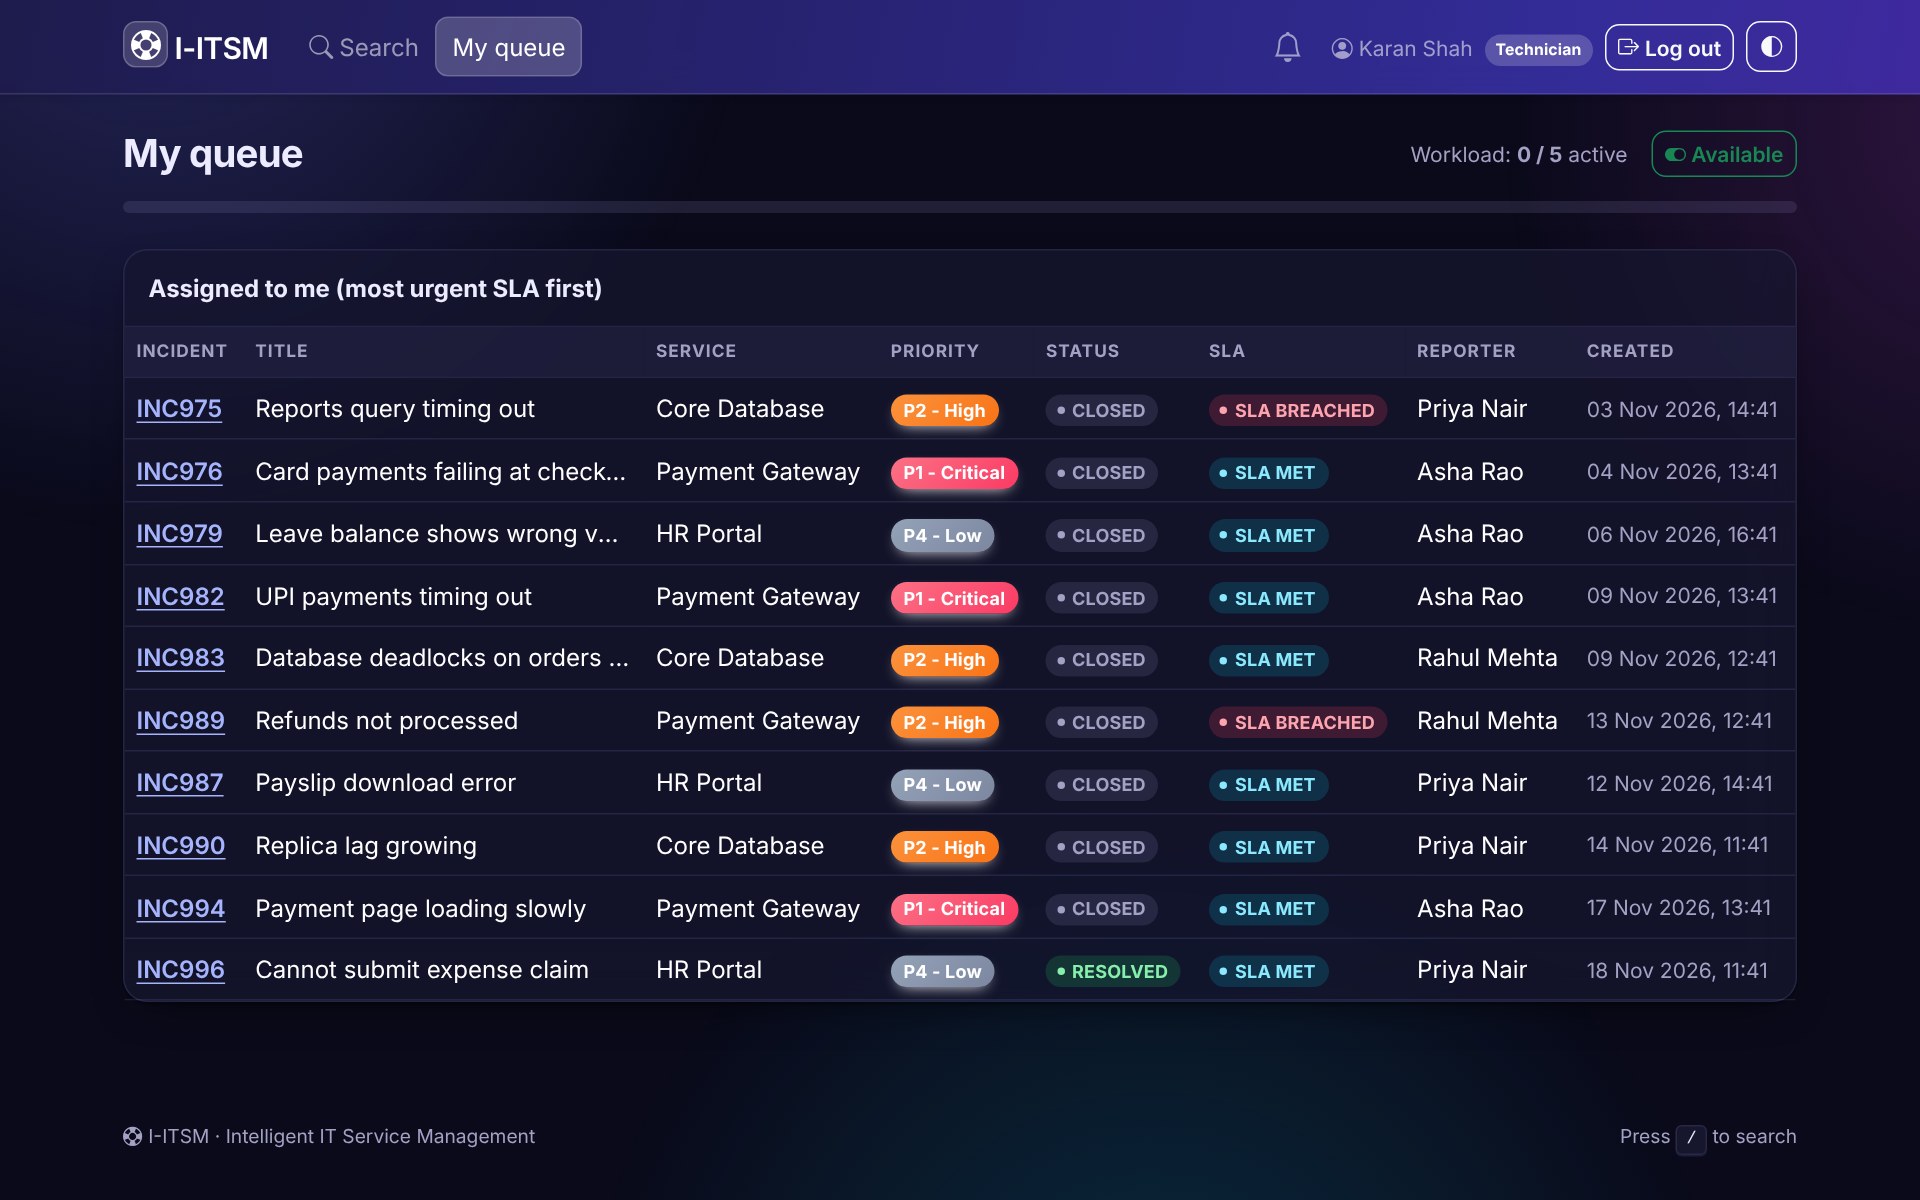 I-ITSM Search My queue Karan Shah Technician Log out
My queue Workload: 0 / 5 active Available
Assigned to me (most urgent SLA first)
INCIDENT TITLE SERVICE PRIORITY STATUS SLA REPORTER CREATED
INC975 Reports query timing out Core Database P2 - High CLOSED SLA BREACHED Priya Nair 03 Nov 2026, 14:41
INC976 Card payments failing at check... Payment Gateway P1 - Critical CLOSED SLA MET Asha Rao 04 Nov 2026, 13:41
INC979 Leave balance shows wrong v... HR Portal P4 - Low CLOSED SLA MET Asha Rao 06 Nov 2026, 16:41
INC982 UPI payments timing out Payment Gateway P1 - Critical CLOSED SLA MET Asha Rao 09 Nov 2026, 13:41
INC983 Database deadlocks on orders ... Core Database P2 - High CLOSED SLA MET Rahul Mehta 09 Nov 2026, 12:41
INC989 Refunds not processed Payment Gateway P2 - High CLOSED SLA BREACHED Rahul Mehta 13 Nov 2026, 12:41
INC987 Payslip download error HR Portal P4 - Low CLOSED SLA MET Priya Nair 12 Nov 2026, 14:41
INC990 Replica lag growing Core Database P2 - High CLOSED SLA MET Priya Nair 14 Nov 2026, 11:41
INC994 Payment page loading slowly Payment Gateway P1 - Critical CLOSED SLA MET Asha Rao 17 Nov 2026, 13:41
INC996 Cannot submit expense claim HR Portal P4 - Low RESOLVED SLA MET Priya Nair 18 Nov 2026, 11:41
I-ITSM · Intelligent IT Service Management Press / to search